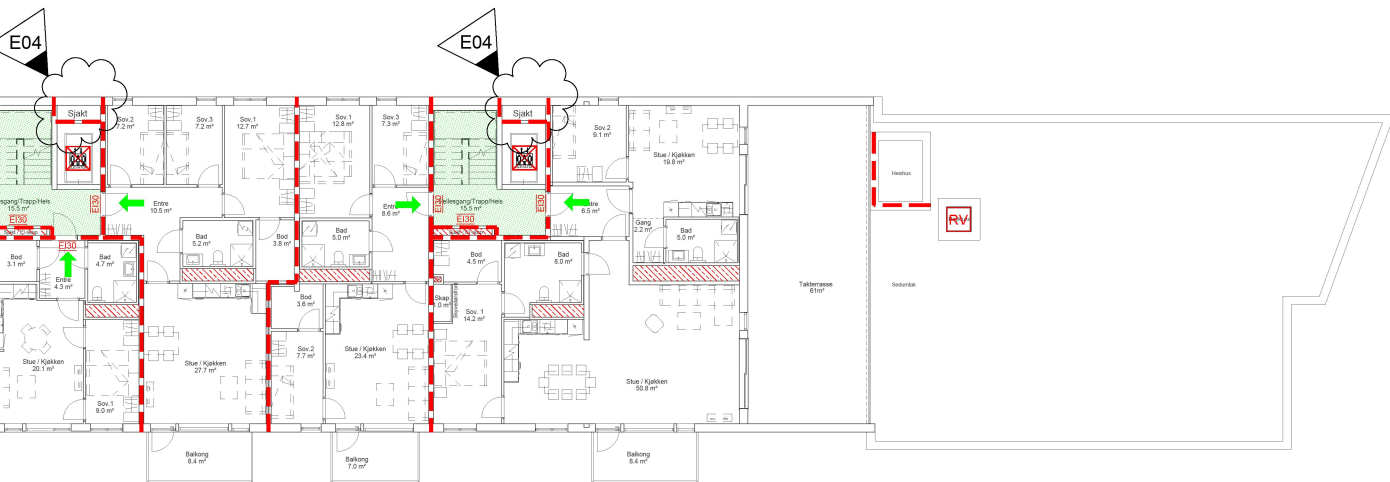 E04
E04
Sjakt
Sjakt
Sov.2
7.2 m²
Sov.3
7.2 m²
Sov.1
12.7 m²
Sov.1
12.8 m²
Sov.3
7.3 m²
Sov.2
9.1 m²
Stue / Kjøkken
19.8 m²
Heishus
esgang/Trapp/Heis
15.5 m²
EI30
EI30
Entre
10.5 m²
Entre
8.6 m²
EI30
ellesgang/Trapp/Heis
15.5 m²
EI30
EI30
6.5 m²
Gang
2.2 m²
Bad
5.0 m²
RV
EI30
Bod
3.1 m²
Entre
4.3 m²
Bad
4.7 m²
Bad
5.2 m²
Bod
3.8 m²
Bad
5.0 m²
Bod
4.5 m²
Bad
8.0 m²
Skap
1.0 m²
Sov. 1
14.2 m²
Bod
3.6 m²
Takterrasse
61m²
Sedumtak
Stue / Kjøkken
20.1 m²
Sov.1
9.0 m²
Stue / Kjøkken
27.7 m²
Sov.2
7.7 m²
Stue / Kjøkken
23.4 m²
Stue / Kjøkken
50.8 m²
Balkong
8.4 m²
Balkong
7.0 m²
Balkong
8.4 m²